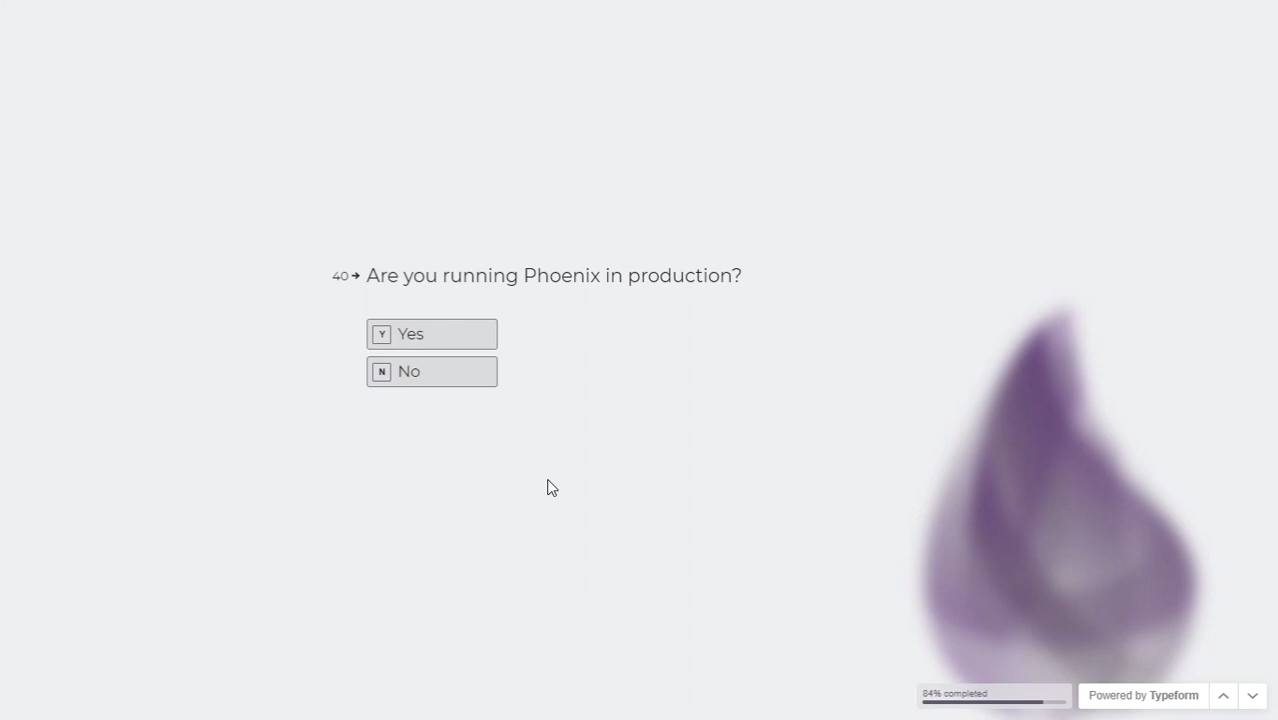 40 Are you running Phoenix in production?
Y Yes
N No
84% completed
Powered by Typeform